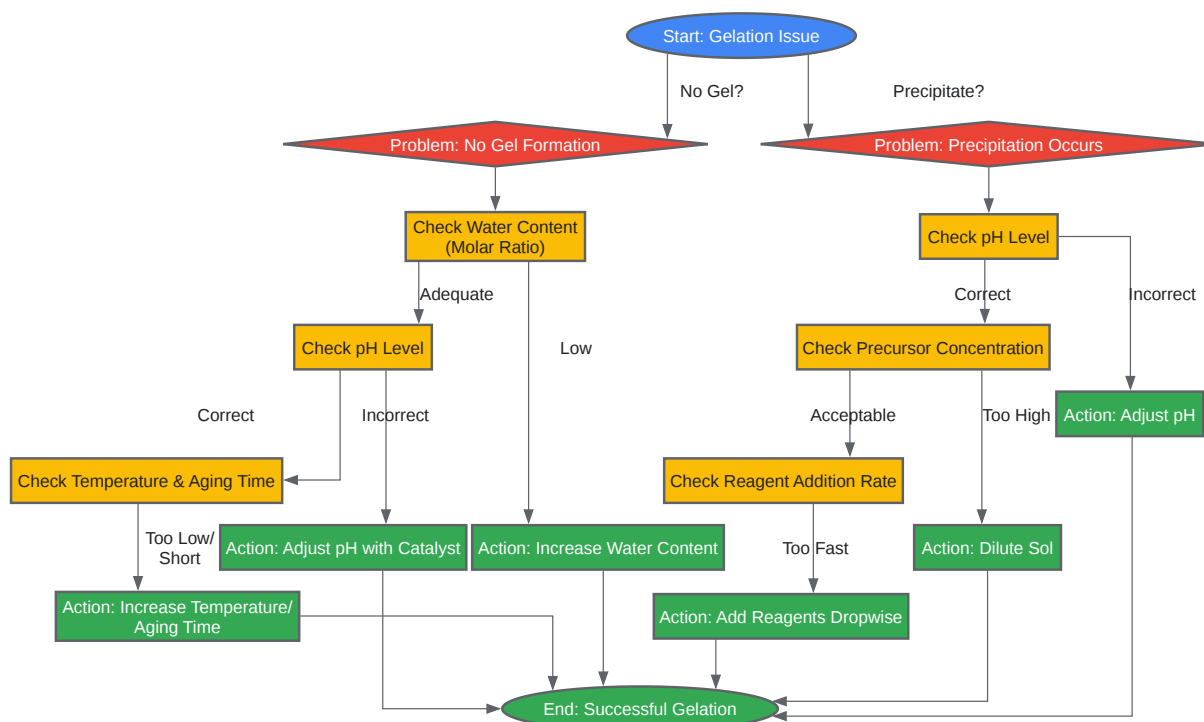 Start: Gelation Issue
No Gel?
Precipitate?
Problem: No Gel Formation
Problem: Precipitation Occurs
Check Water Content
(Molar Ratio)
Check pH Level
Adequate
Correct
Incorrect
Check pH Level
Low
Check Precursor Concentration
Correct
Incorrect
Acceptable
Too High
Action: Adjust pH
Check Temperature & Aging Time
Check Reagent Addition Rate
Too Low/
Short
Action: Adjust pH with Catalyst
Action: Increase Water Content
Too Fast
Action: Dilute Sol
Action: Increase Temperature/
Aging Time
Action: Add Reagents Dropwise
End: Successful Gelation